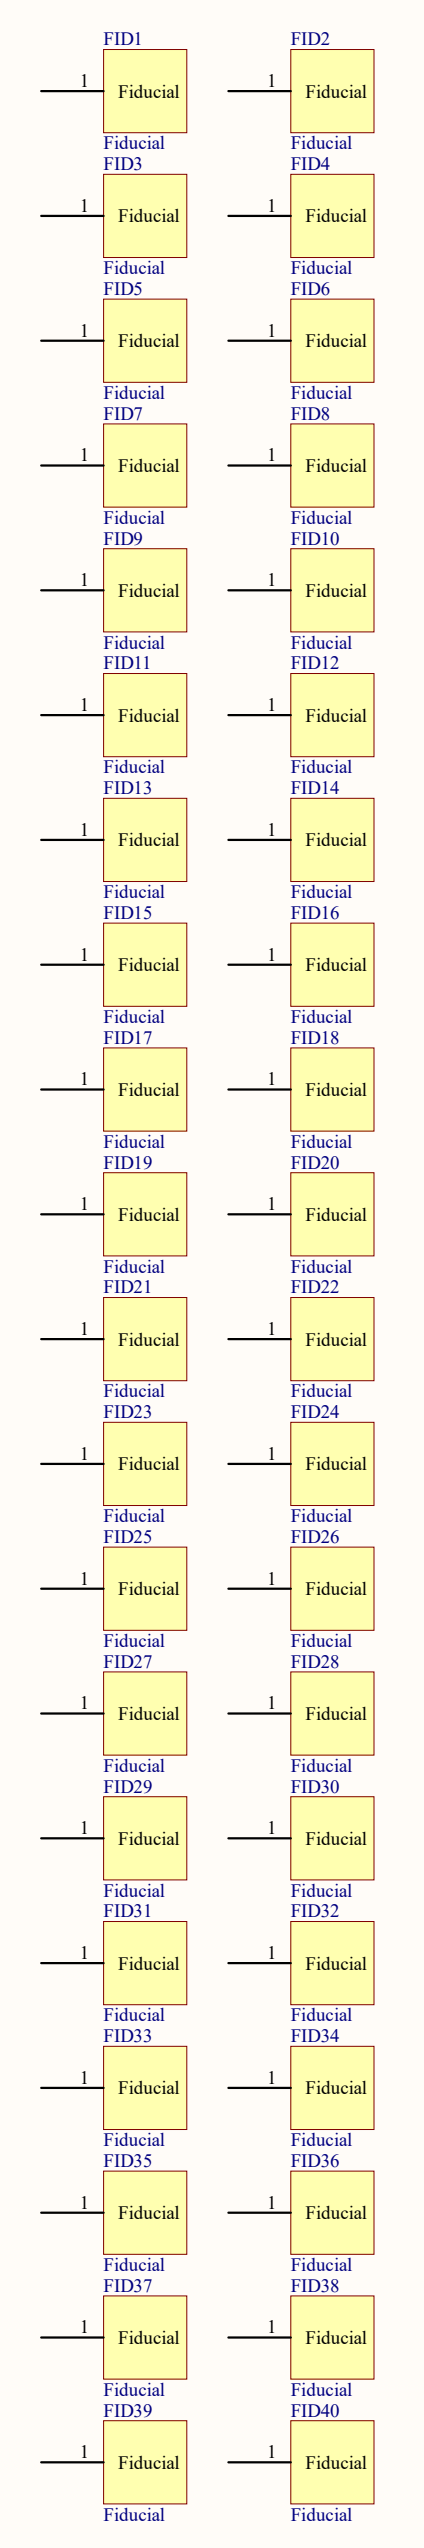 FID1 FID2
1 Fiducial 1 Fiducial
Fiducial Fiducial
FID3 FID4
1 Fiducial 1 Fiducial
Fiducial Fiducial
FID5 FID6
1 Fiducial 1 Fiducial
Fiducial Fiducial
FID7 FID8
1 Fiducial 1 Fiducial
Fiducial Fiducial
FID9 FID10
1 Fiducial 1 Fiducial
Fiducial Fiducial
FID11 FID12
1 Fiducial 1 Fiducial
Fiducial Fiducial
FID13 FID14
1 Fiducial 1 Fiducial
Fiducial Fiducial
FID15 FID16
1 Fiducial 1 Fiducial
Fiducial Fiducial
FID17 FID18
1 Fiducial 1 Fiducial
Fiducial Fiducial
FID19 FID20
1 Fiducial 1 Fiducial
Fiducial Fiducial
FID21 FID22
1 Fiducial 1 Fiducial
Fiducial Fiducial
FID23 FID24
1 Fiducial 1 Fiducial
Fiducial Fiducial
FID25 FID26
1 Fiducial 1 Fiducial
Fiducial Fiducial
FID27 FID28
1 Fiducial 1 Fiducial
Fiducial Fiducial
FID29 FID30
1 Fiducial 1 Fiducial
Fiducial Fiducial
FID31 FID32
1 Fiducial 1 Fiducial
Fiducial Fiducial
FID33 FID34
1 Fiducial 1 Fiducial
Fiducial Fiducial
FID35 FID36
1 Fiducial 1 Fiducial
Fiducial Fiducial
FID37 FID38
1 Fiducial 1 Fiducial
Fiducial Fiducial
FID39 FID40
1 Fiducial 1 Fiducial
Fiducial Fiducial